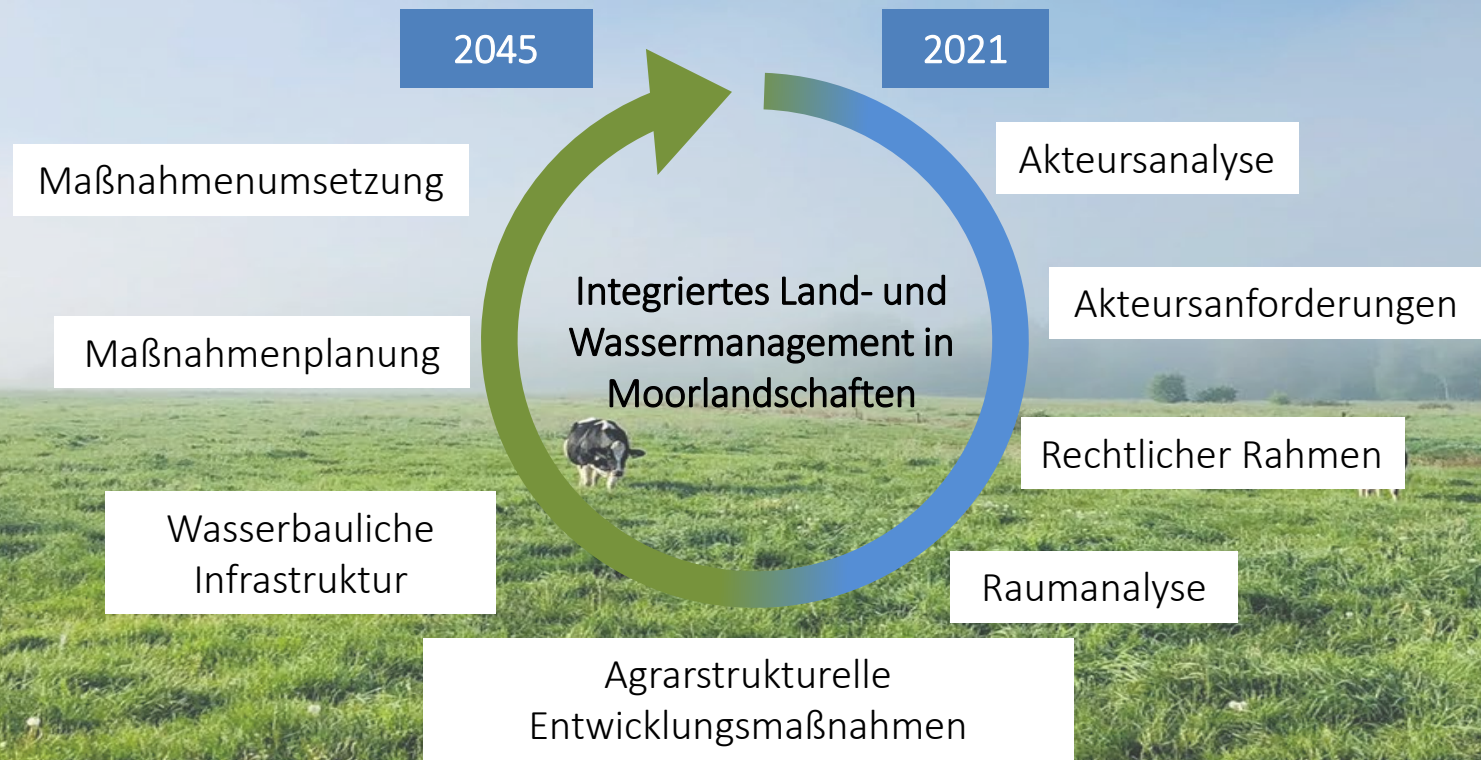 2045
2021
Akteursanalyse
Akteursanforderungen
Rechtlicher Rahmen
Raumanalyse
Agrarstrukturelle
Entwicklungsmaßnahmen
Wasserbauliche
Infrastruktur
Maßnahmenplanung
Maßnahmenumsetzung
Integriertes Land- und
Wassermanagement in
Moorlandschaften